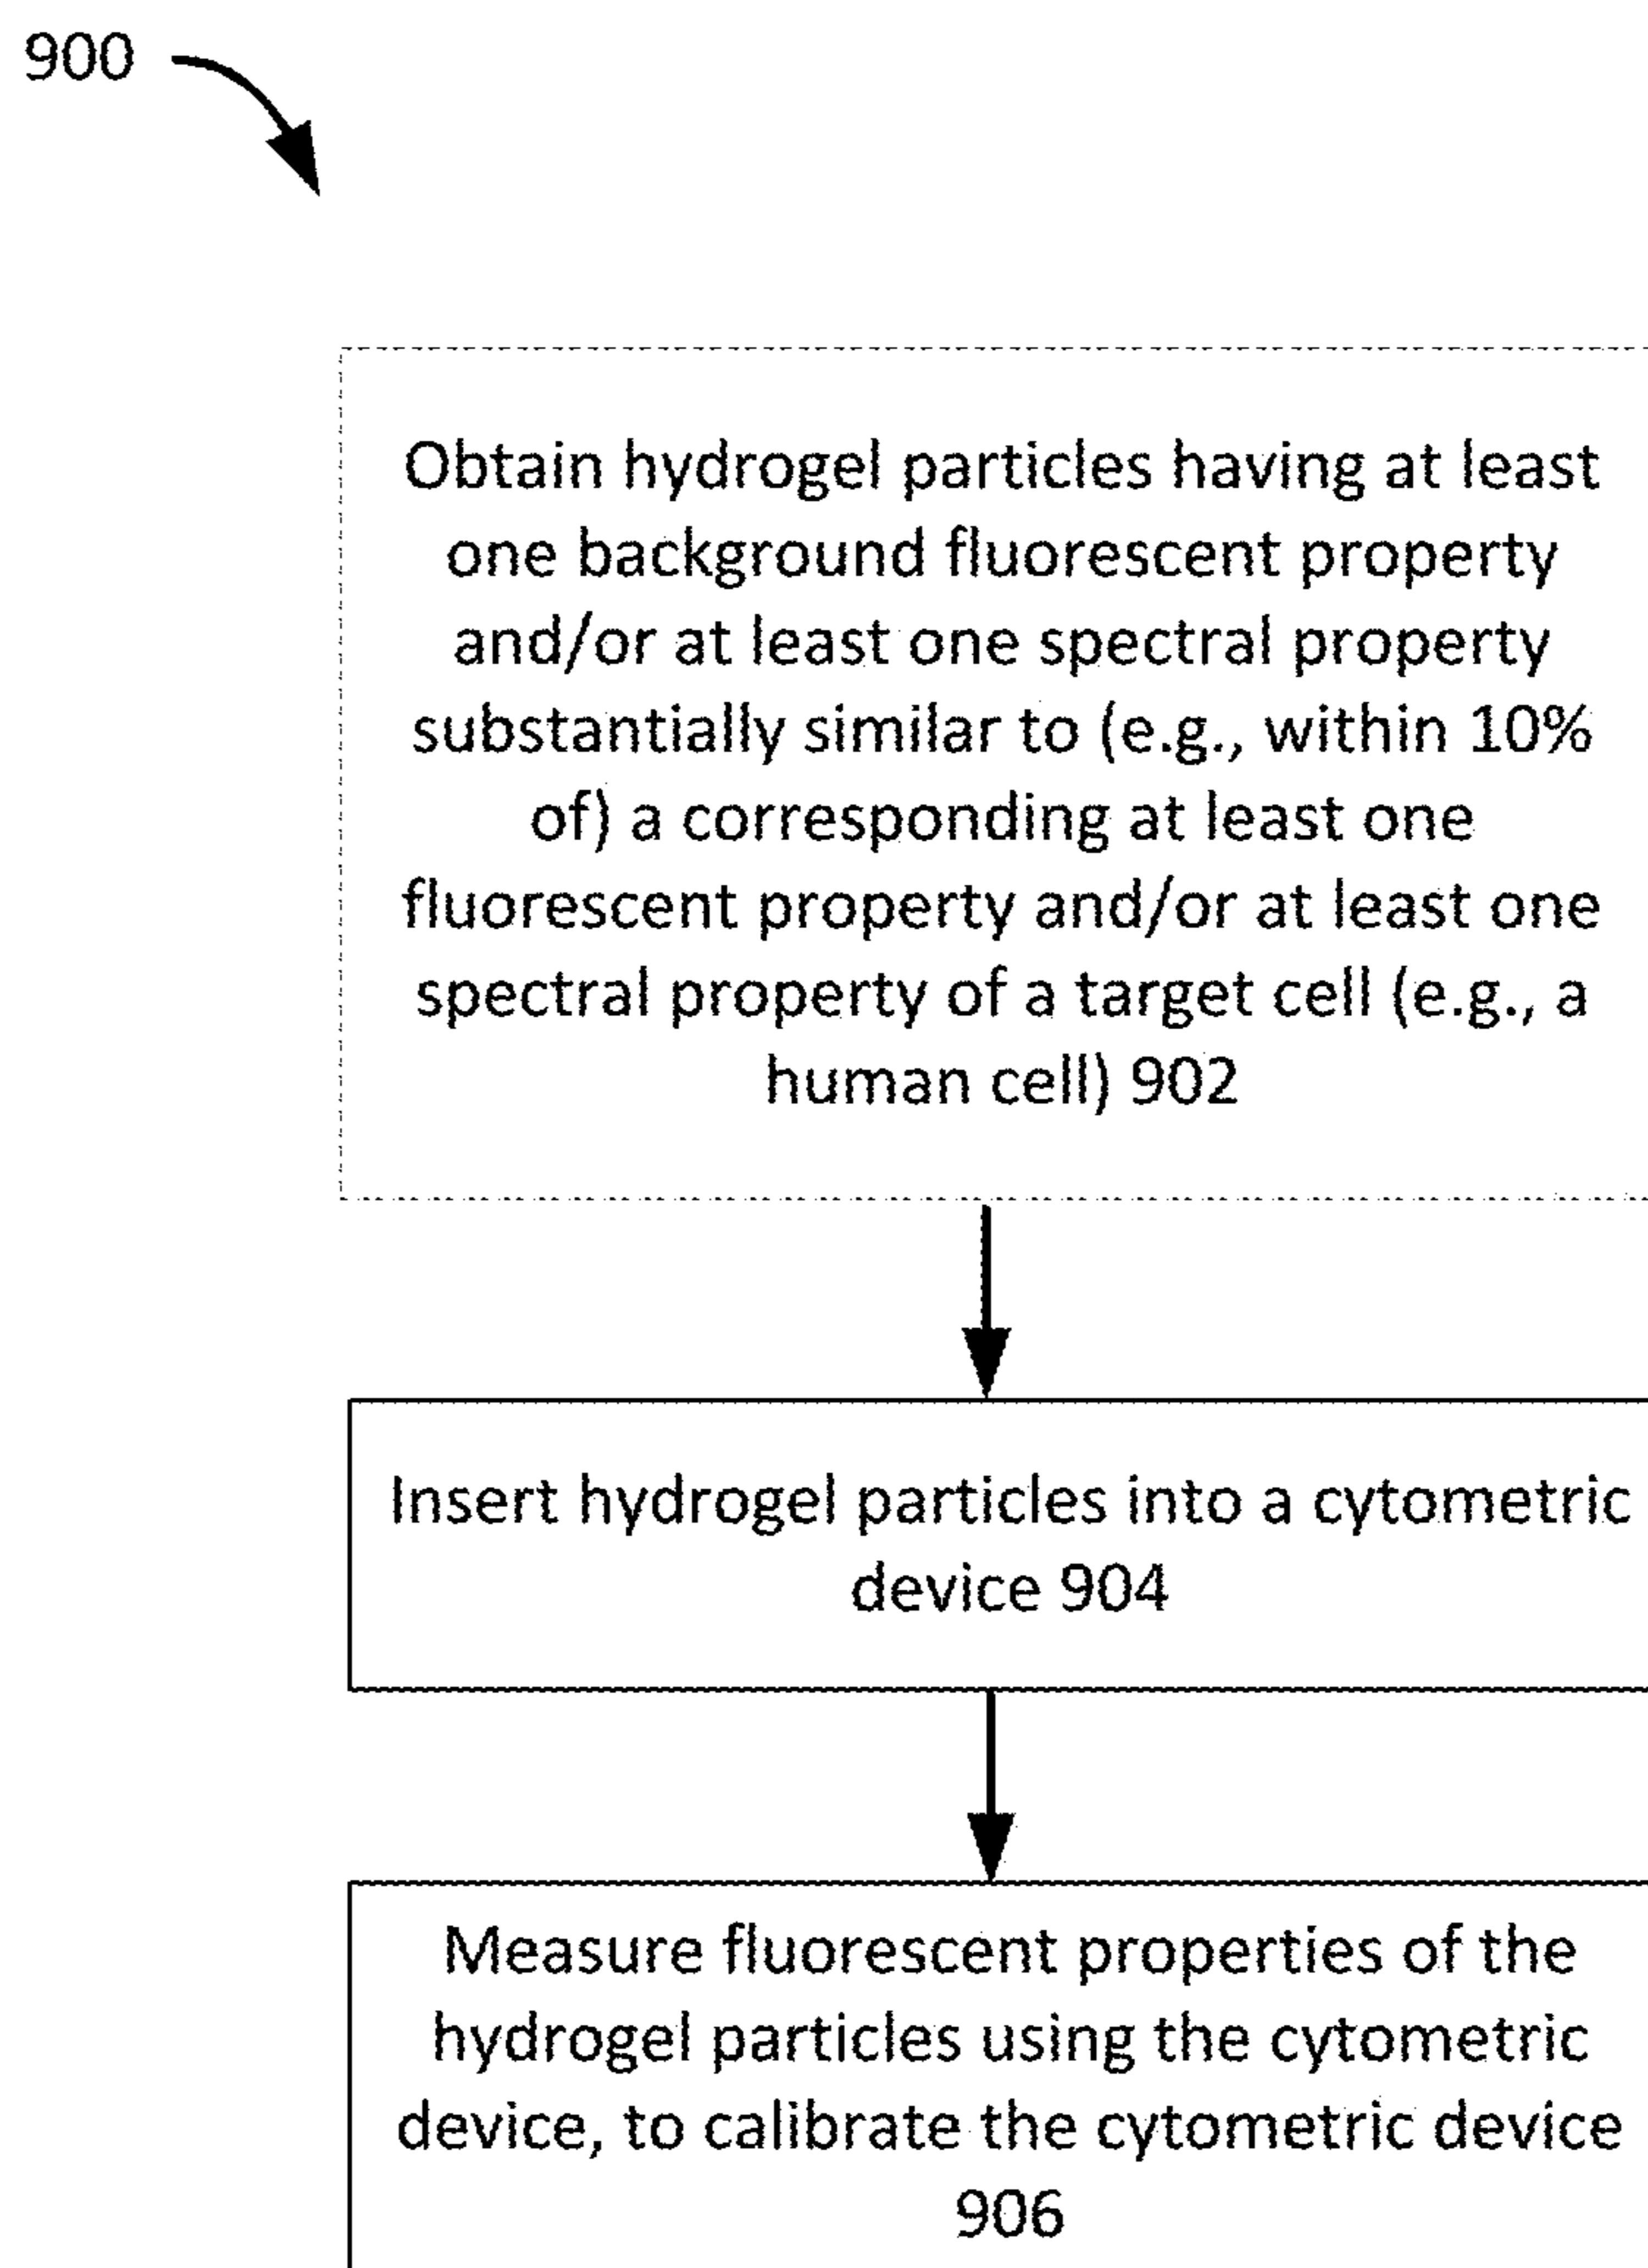 900
Obtain hydrogel particles having at least
one background fluorescent property
and/or at least one spectral property
substantially similar to (e.g., within 10%
of) a corresponding at least one
fluorescent property and/or at least one
spectral property of a target cell (e.g., a
human cell) 902
Insert hydrogel particles into a cytometric
device 904
Measure fluorescent properties of the
hydrogel particles using the cytometric
device, to calibrate the cytometric device
906